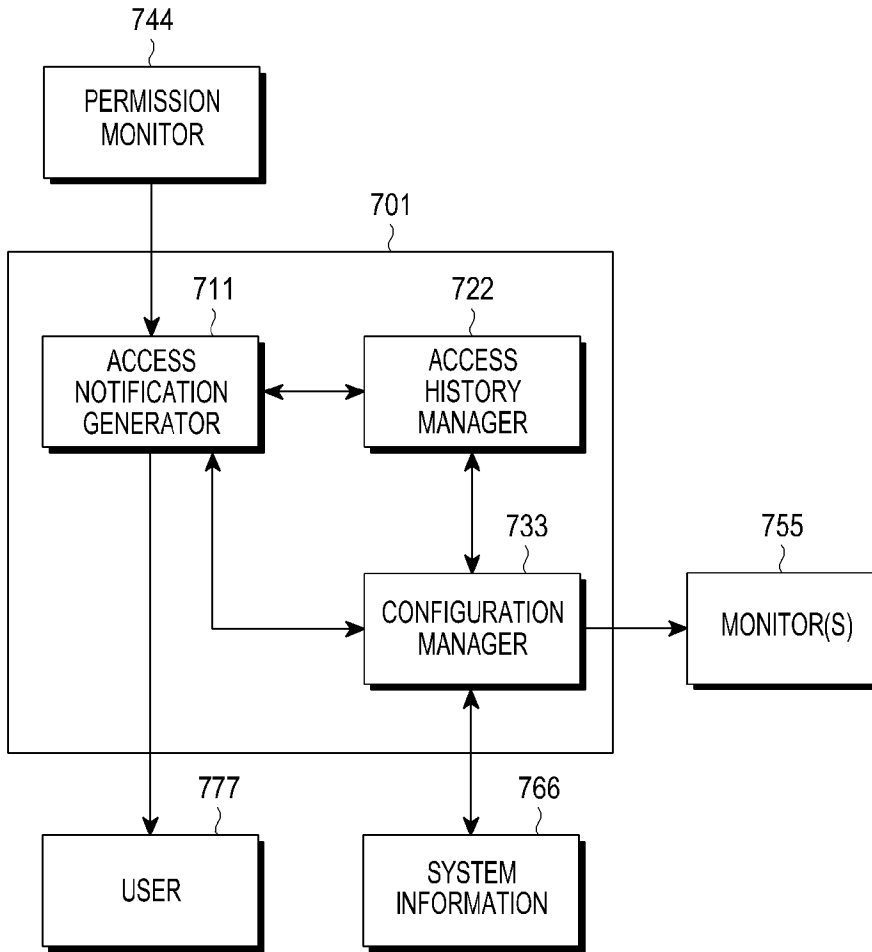 744
PERMISSION
MONITOR
701
711
ACCESS
NOTIFICATION
GENERATOR
722
ACCESS
HISTORY
MANAGER
733
CONFIGURATION
MANAGER
755
MONITOR(S)
777
USER
766
SYSTEM
INFORMATION